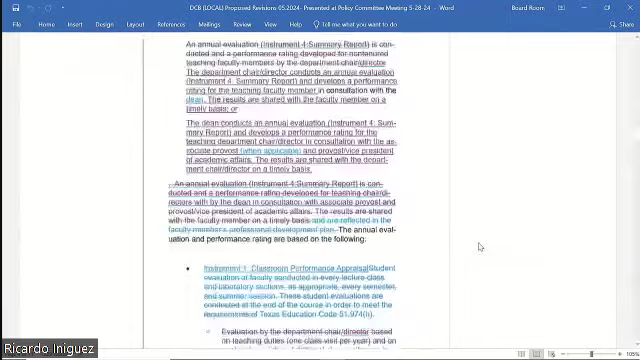 DCB (LOCAL) Proposed Revisions 05.2024-Presented at Policy Committee Meeting 5-28-24 - Word
Board Room
File Home Insert Design Layout References Mailings Review View Help Tell me what you want to do
Share
An annual evaluation (Instrument 4:Summary Report) is con-
ducted and a performance rating developed for nontenured
teaching faculty members by the department chair/director
The department chair/director conducts an annual evaluation
(Instrument 4: Summary Report) and develops a performance
rating for the teaching faculty member in consultation with the
dean. The results are shared with the faculty member on a
timely basis; or
The dean conducts an annual evaluation (Instrument 4: Sum-
mary Report) and develops a performance rating for the
teaching department chair/director in consultation with the as-
sociate provost (when applicable) and provost/vice president
of academic affairs. The results are shared with the depart-
ment chair/director on a timely basis.
. An annual evaluation (Instrument 4:Summary Report) is con-
ducted and a performance rating developed for teaching chair/di-
rectors with by the dean in consultation with associate provost and
provost/vice president of academic affairs. The results are shared
with the faculty member on a timely basis and are reflected in the
faculty member's professional development plan. The annual eval-
uation and performance rating are based on the following:
• Instrument 1: Classroom Performance Appraisal Student
evaluation of faculty conducted in every lecture class
and laboratory sections, as appropriate, every semester,
and summer session. These student evaluations are
conducted at the end of the course in order to meet the
requirements of Texas Education Code 51.974(h).
Evaluation by the department chair/director based
on teaching duties (one class visit per year) and
Ricardo Iniguez
105%